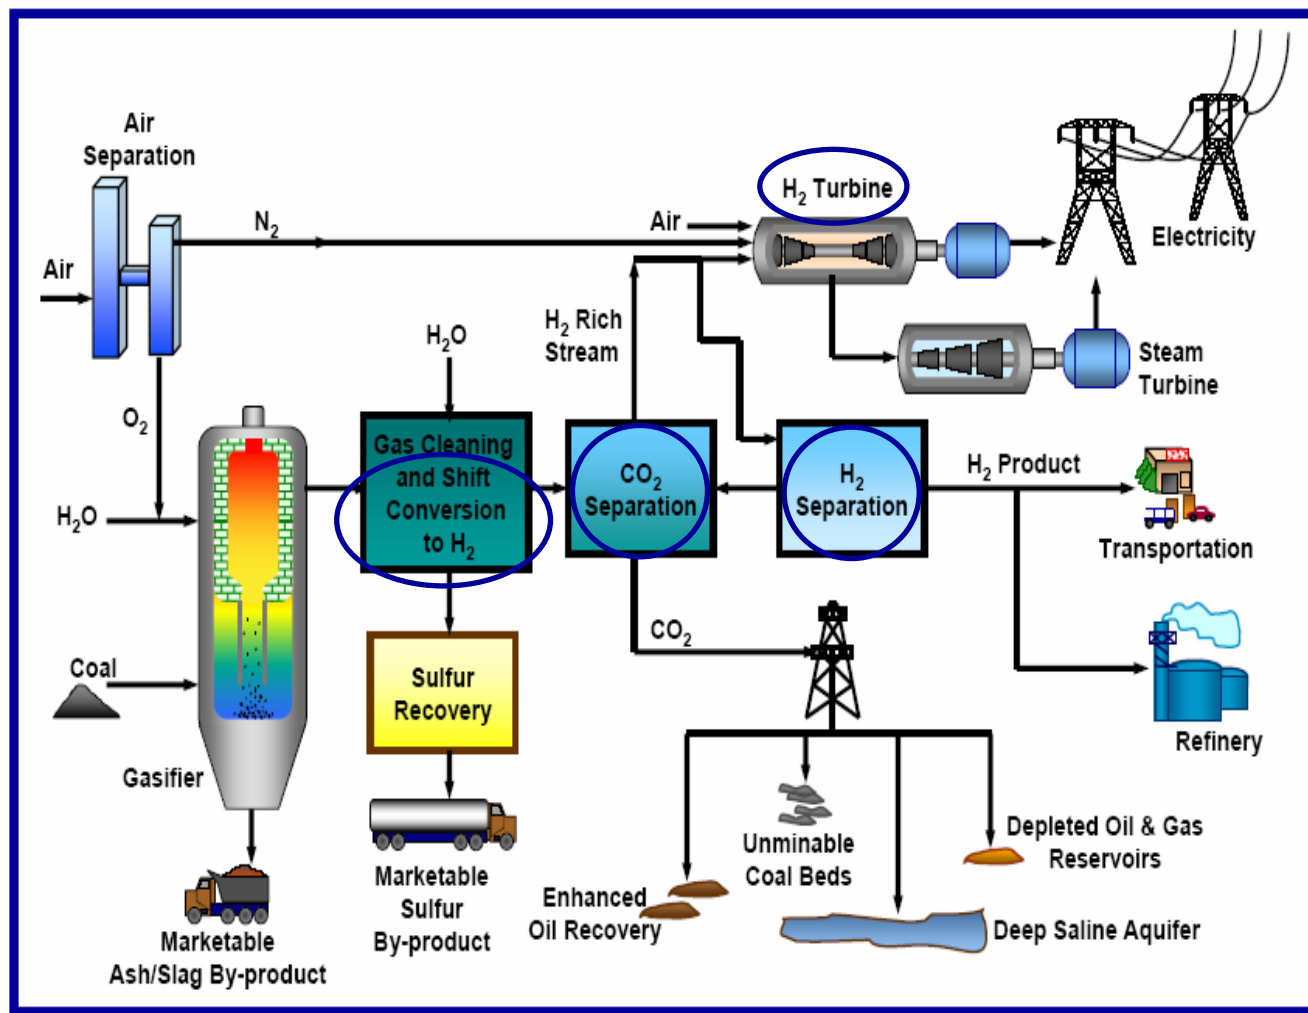 Air
Separation
N₂
Air
Air
H₂ Turbine
Electricity
H₂ Rich
Stream
H₂O
Steam
Turbine
O₂
H₂O
Gas Cleaning
and Shift
Conversion
to H₂
CO₂
Separation
H₂
Separation
H₂ Product
Transportation
Coal
Sulfur
Recovery
CO₂
Refinery
Gasifier
Marketable
Ash/Slag By-product
Marketable
Sulfur
By-product
Enhanced
Oil Recovery
Unminable
Coal Beds
Depleted Oil & Gas
Reservoirs
Deep Saline Aquifer